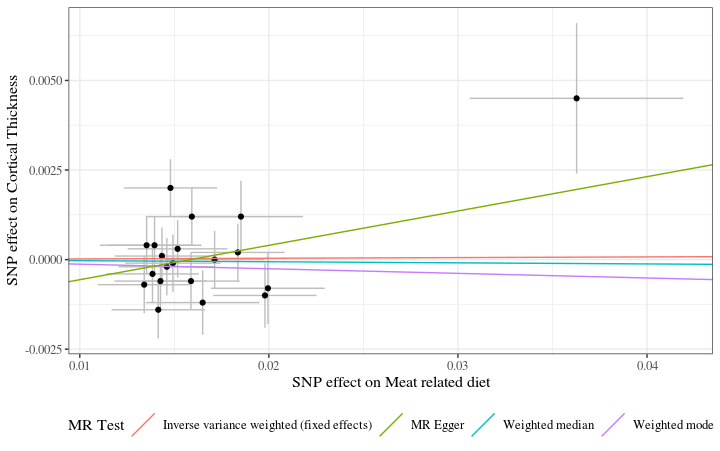 SNP effect on Cortical Thickness
0.0050
0.0025
0.0000
-0.0025
0.01 0.02 0.03 0.04
SNP effect on Meat related diet
MR Test Inverse variance weighted (fixed effects) MR Egger Weighted median Weighted mode